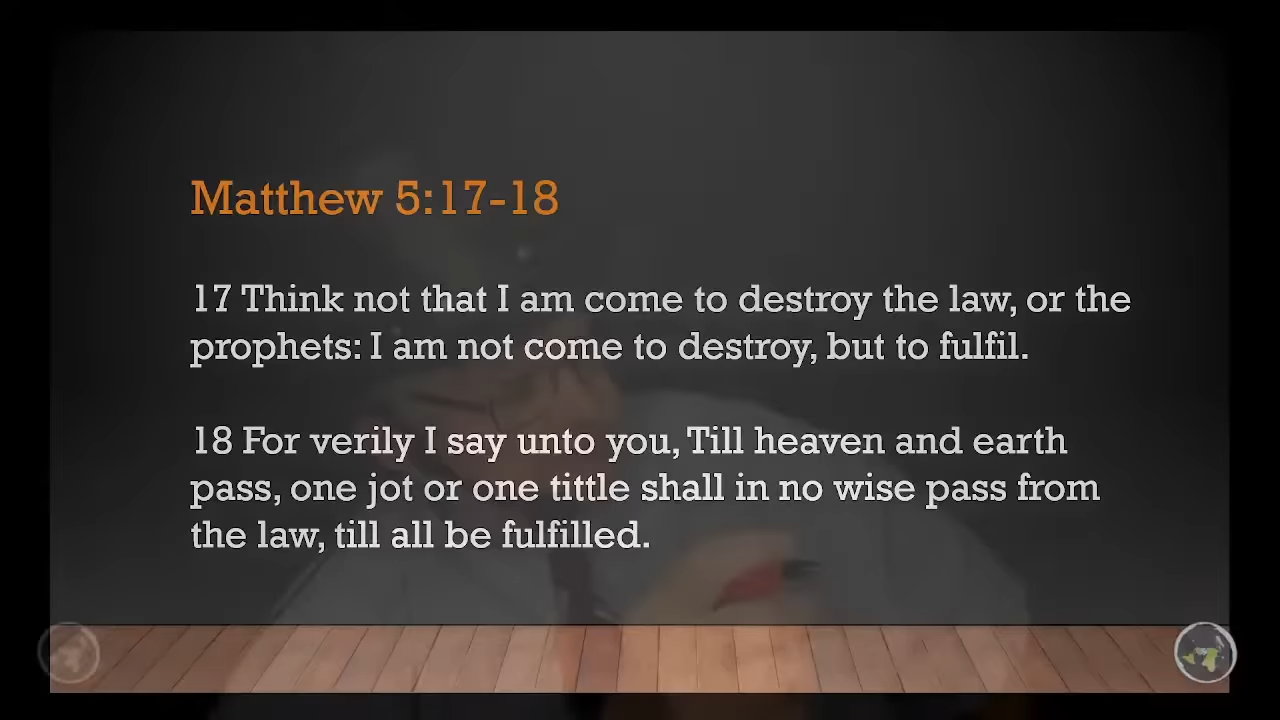 Matthew 5:17-18
17 Think not that I am come to destroy the law, or the
prophets: I am not come to destroy, but to fulfil.
18 For verily I say unto you, Till heaven and earth
pass, one jot or one tittle shall in no wise pass from
the law, till all be fulfilled.